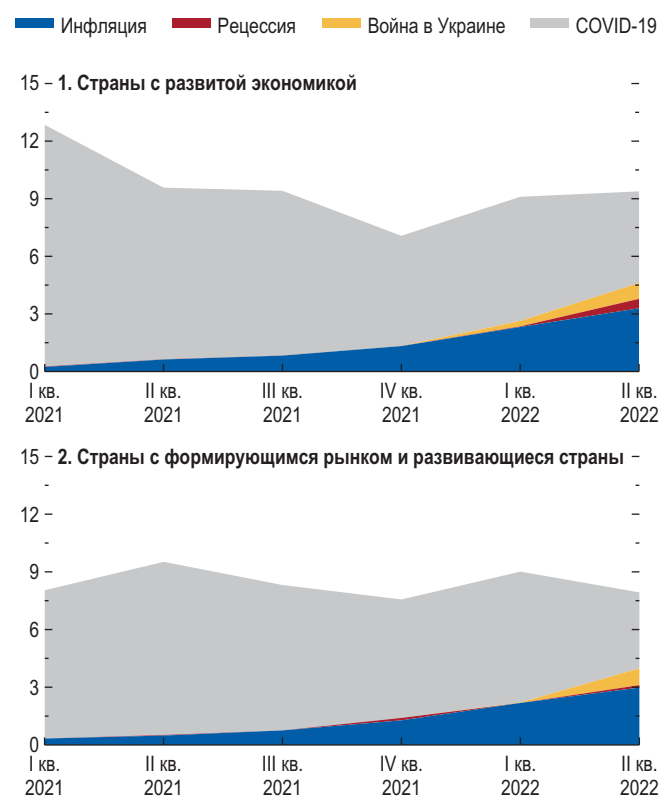 Инфляция Рецессия Война в Украине COVID-19
15 1. Страны с развитой экономикой
12
9
6
3
0
I кв. II кв. III кв. IV кв. I кв. II кв.
2021 2021 2021 2021 2022 2022
15 2. Страны с формирующимся рынком и развивающиеся страны
12
9
6
3
0
I кв. II кв. III кв. IV кв. I кв. II кв.
2021 2021 2021 2021 2022 2022